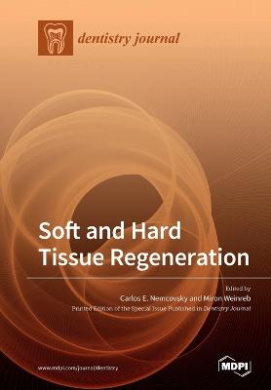 dentistry journal
Soft and Hard
Tissue Regeneration
Edited by
Carlos E. Nemcovsky and Miron Weinreb
Printed Edition of the Special Issue Published in Dentistry Journal
www.mdpi.com/journal/dentistry
MDPI